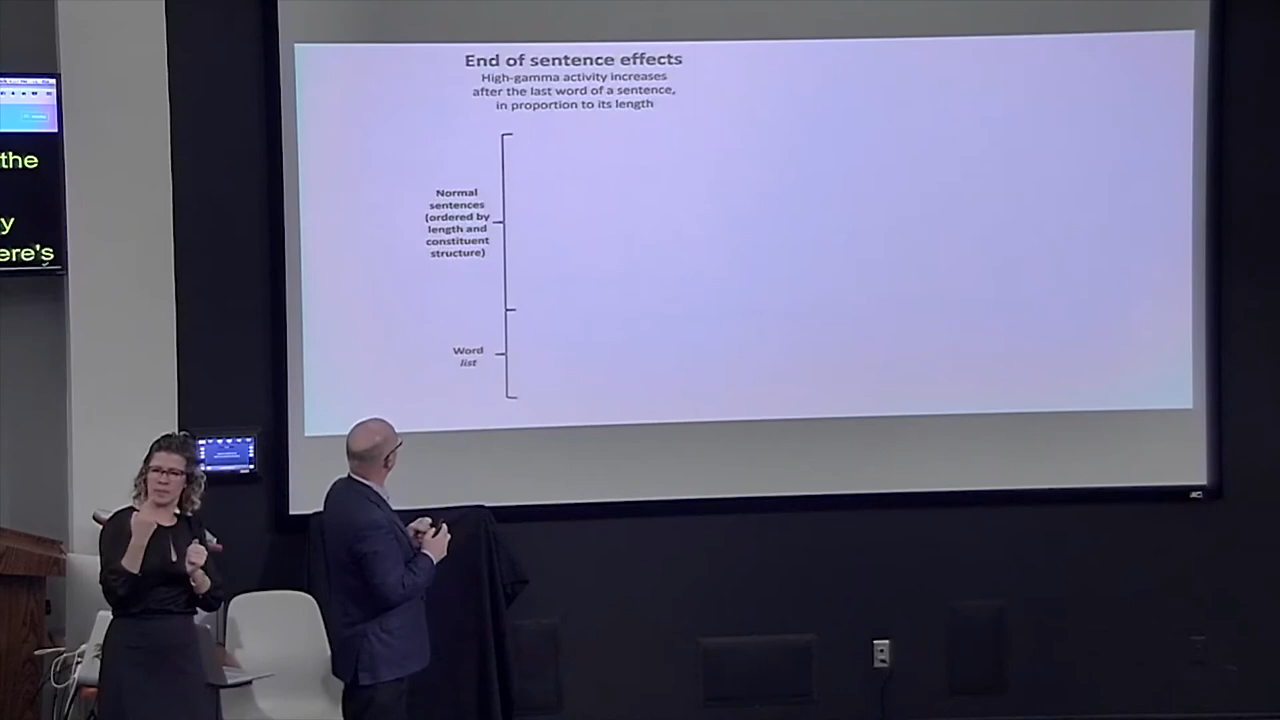 End of sentence effects
High-gamma activity increases
after the last word of a sentence,
in proportion to its length
Normal
sentences
(ordered by
length and
constituent
structure)
Word
list
the
y
ere's